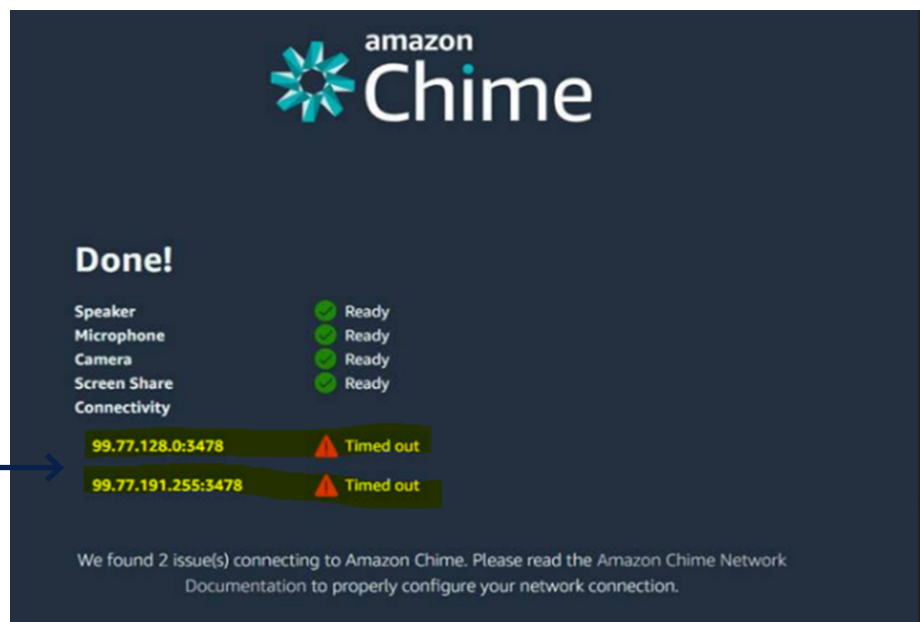 amazon
Chime
Done!
Speaker Ready
Microphone Ready
Camera Ready
Screen Share Ready
Connectivity
99.77.128.0:3478 Timed out
99.77.191.255:3478 Timed out
We found 2 issue(s) connecting to Amazon Chime. Please read the Amazon Chime Network
Documentation to properly configure your network connection.